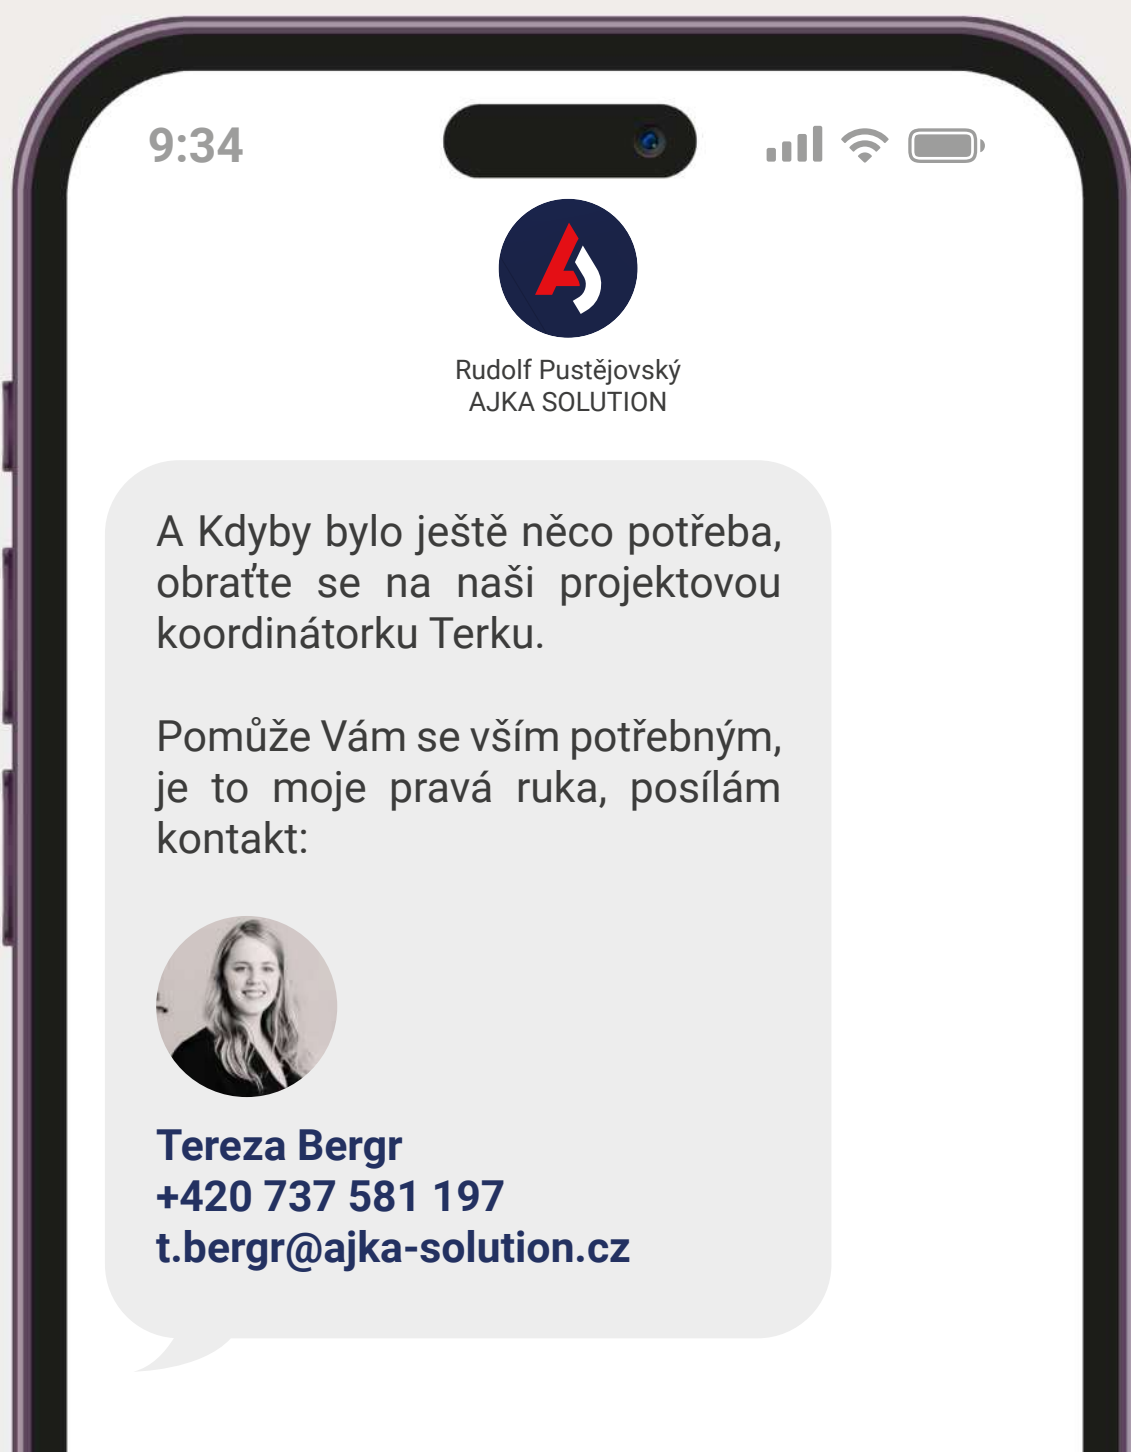 9:34
Rudolf Pustějovský
AJKA SOLUTION
A Kdyby bylo ještě něco potřeba,
obraťte se na naši projektovou
koordinátorku Terku.
Pomůže Vám se vším potřebným,
je to moje pravá ruka, posílám
kontakt:
Tereza Bergr
+420 737 581 197
t.bergr@ajka-solution.cz